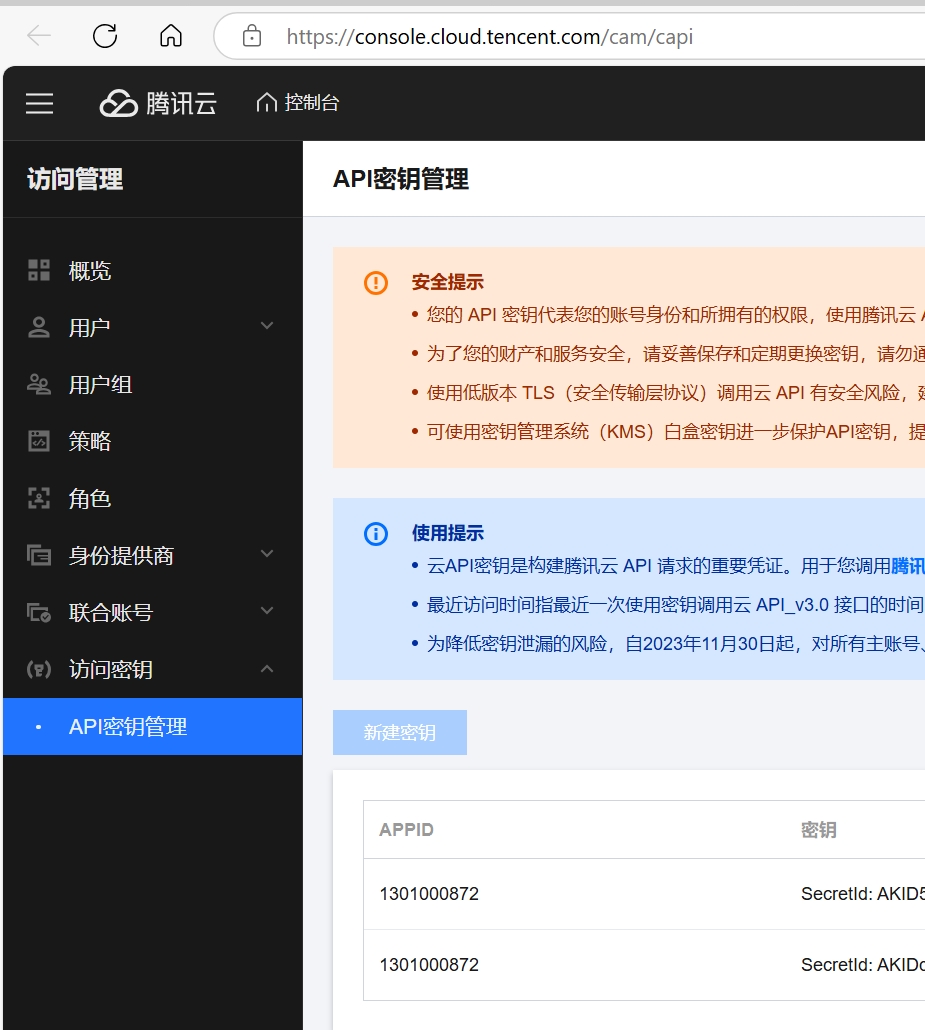 https://console.cloud.tencent.com/cam/capi
腾讯云 控制台
访问管理
概览
用户
用户组
策略
角色
身份提供商
联合账号
访问密钥
API密钥管理
API密钥管理
安全提示
您的 API 密钥代表您的账号身份和所拥有的权限，使用腾讯云
为了您的财产和服务安全，请妥善保存和定期更换密钥，请勿通
使用低版本 TLS（安全传输层协议）调用云 API 有安全风险，建
可使用密钥管理系统（KMS）白盒密钥进一步保护API密钥，提
使用提示
云API密钥是构建腾讯云 API 请求的重要凭证。用于您调用腾讯
最近访问时间指最近一次使用密钥调用云 API_v3.0 接口的时间
为降低密钥泄漏的风险，自2023年11月30日起，对所有主账号、
新建密钥
APPID 密钥
1301000872 SecretId: AKID5
1301000872 SecretId: AKIDc